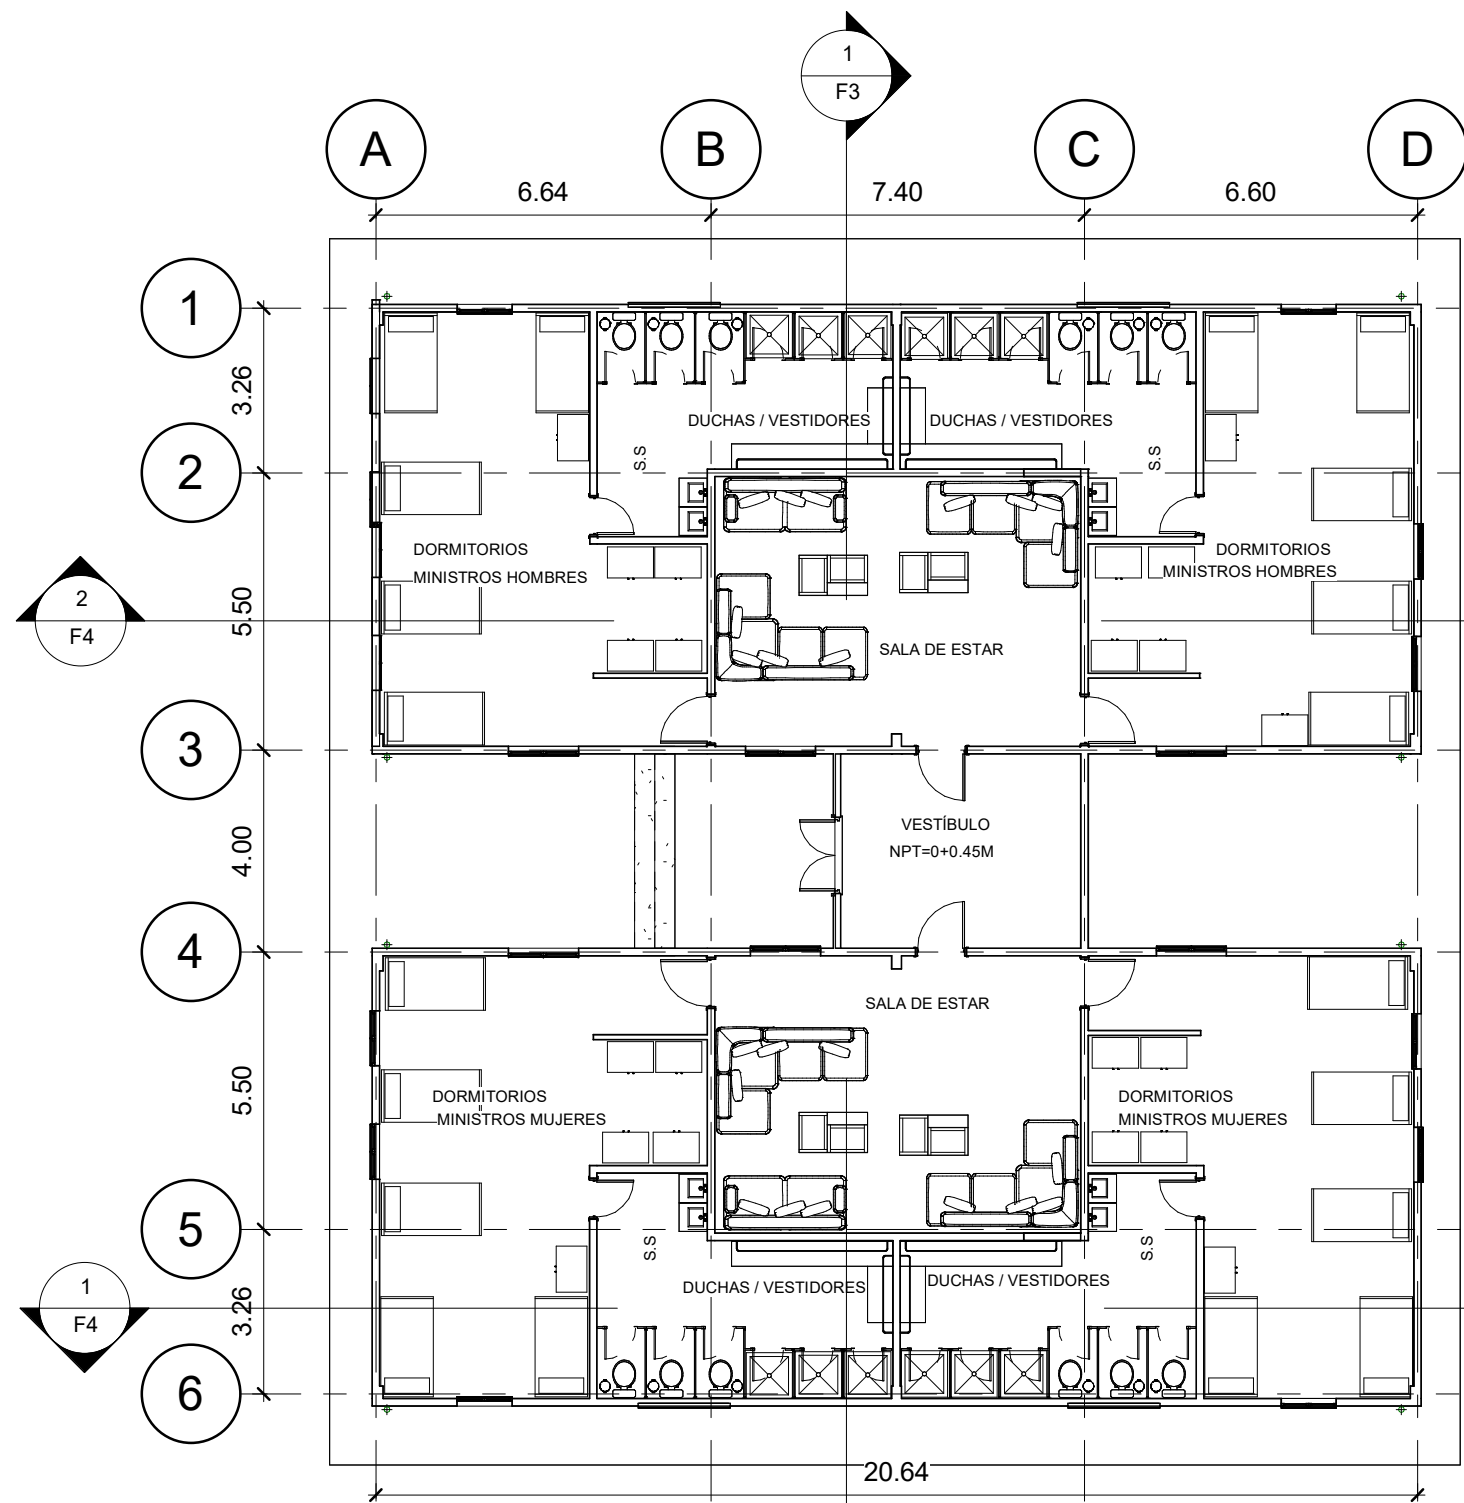 1
F3
A
B
C
D
6.64
7.40
6.60
1
3.26
DUCHAS / VESTIDORES
DUCHAS / VESTIDORES
S.S
S.S
2
DORMITORIOS
MINISTROS HOMBRES
DORMITORIOS
MINISTROS HOMBRES
2
F4
5.50
SALA DE ESTAR
3
4.00
VESTÍBULO
NPT=0+0.45M
4
SALA DE ESTAR
5.50
DORMITORIOS
MINISTROS MUJERES
DORMITORIOS
MINISTROS MUJERES
5
S.S
S.S
DUCHAS / VESTIDORES
DUCHAS / VESTIDORES
1
F4
3.26
6
20.64